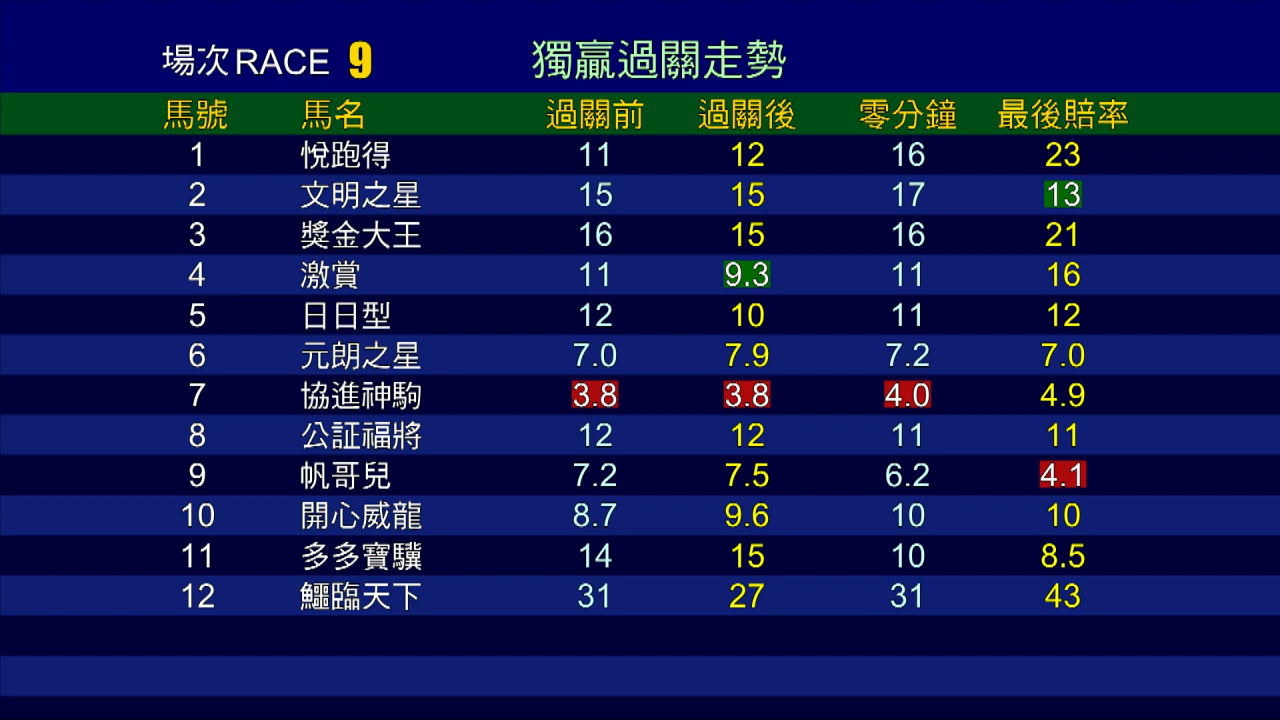 場次RACE 9 獨贏過關走勢
馬號 馬名 過關前 過關後 零分鐘 最後賠率
1 悅跑得 11 12 16 23
2 文明之星 15 15 17 13
3 獎金大王 16 15 16 21
4 激賞 11 9.3 11 16
5 日日型 12 10 11 12
6 元朗之星 7.0 7.9 7.2 7.0
7 協進神駒 3.8 3.8 4.0 4.9
8 公証福將 12 12 11 11
9 帆哥兒 7.2 7.5 6.2 4.1
10 開心威龍 8.7 9.6 10 10
11 多多寶驥 14 15 10 8.5
12 鱷臨天下 31 27 31 43